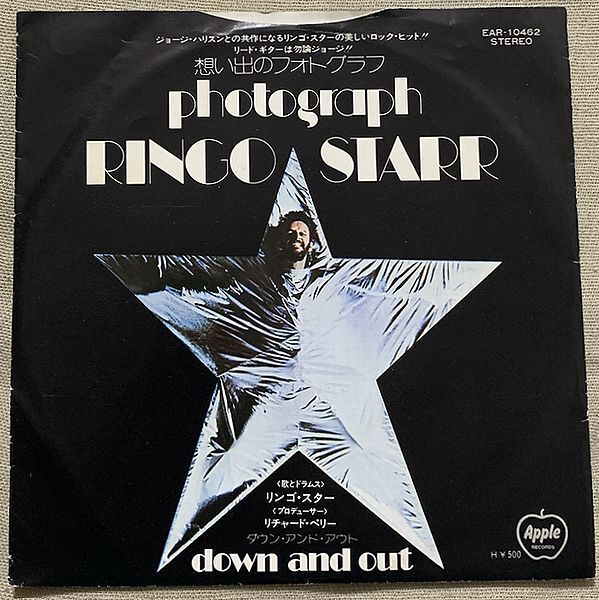 ジョージ・ハリスンとの共作になるリンゴ・スターの美しいロック・ヒット!!
リード・ギターは勿論ジョージ!!
EAR-10462
STEREO
想い出のフォトグラフ
photograph
RINGO STARR
〈歌とドラムス〉
リンゴ・スター
〈プロデューサー〉
リチャード・ペリー
ダウン・アンド・アウト
down and out
H ¥500
Apple
RECORDS